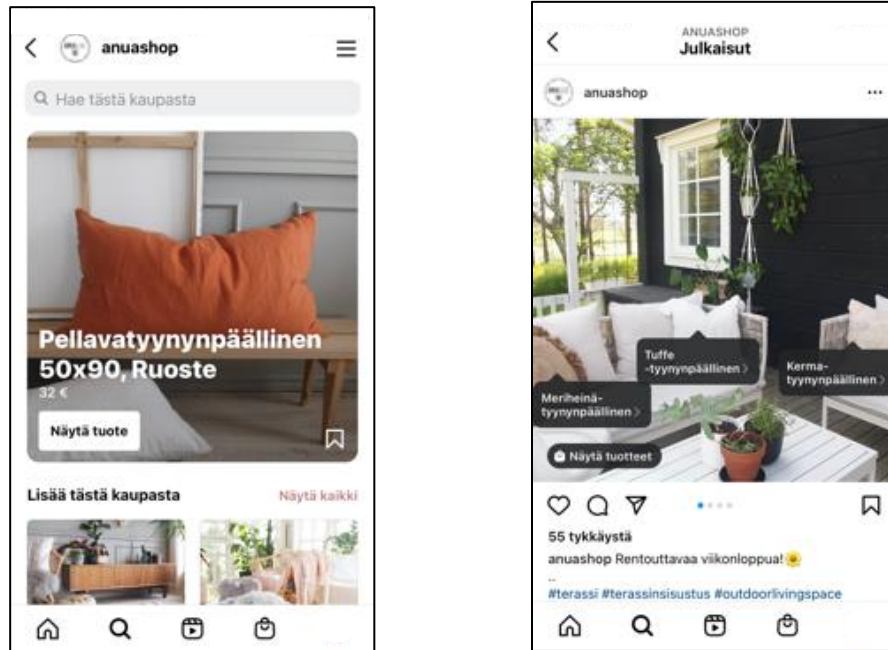 anuashop
Hae tästä kaupasta
Pellavatyynynpäällinen
50x90, Ruoste
32 €
Näytä tuote
Lisää tästä kaupasta
Näytä kaikki
ANUASHOP
Julkaisut
anuashop
Tuffe
-tyynynpäällinen
Kerma-
tyynynpäällinen
Meriheinä-
tyynynpäällinen
Näytä tuotteet
55 tykkäystä
anuashop Rentouttavaa viikonloppua!🌼
..
#terassi #terassinsisustus #outdoorlivingspace